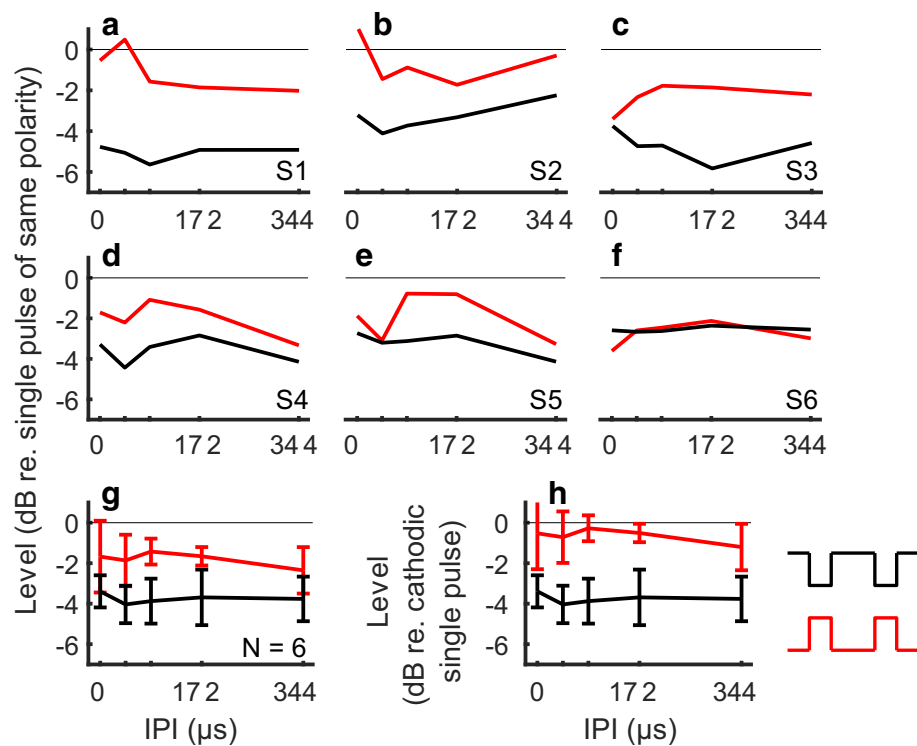 a
b
c
0
-2
-4
-6
S1
S2
S3
0
172
344
0
172
34 4
0
172
344
d
e
f
0
-2
-4
-6
S4
S5
S6
0
172
344
0
172
344
0
172
344
Level (dB re. single pulse of same polarity)
g
h
0
-2
-4
-6
N = 6
0
172
344
IPI (µs)
Level
(dB re. cathodic
single pulse)
0
-2
-4
-6
0
172
344
IPI (µs)